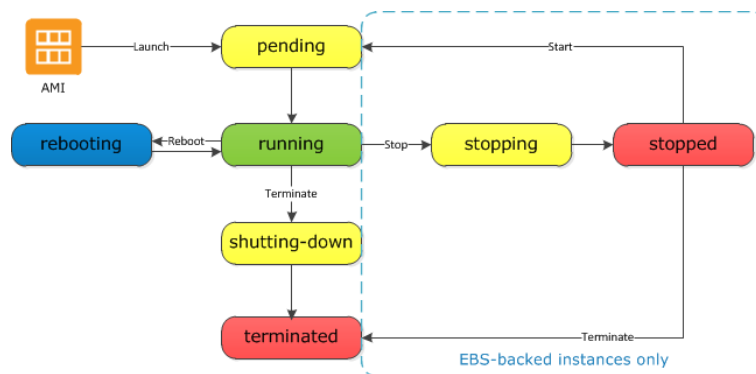 Launch
pending
Start
AMI
rebooting
Reboot
running
Stop
stopping
stopped
Terminate
shutting-down
terminated
Terminate
EBS-backed instances only